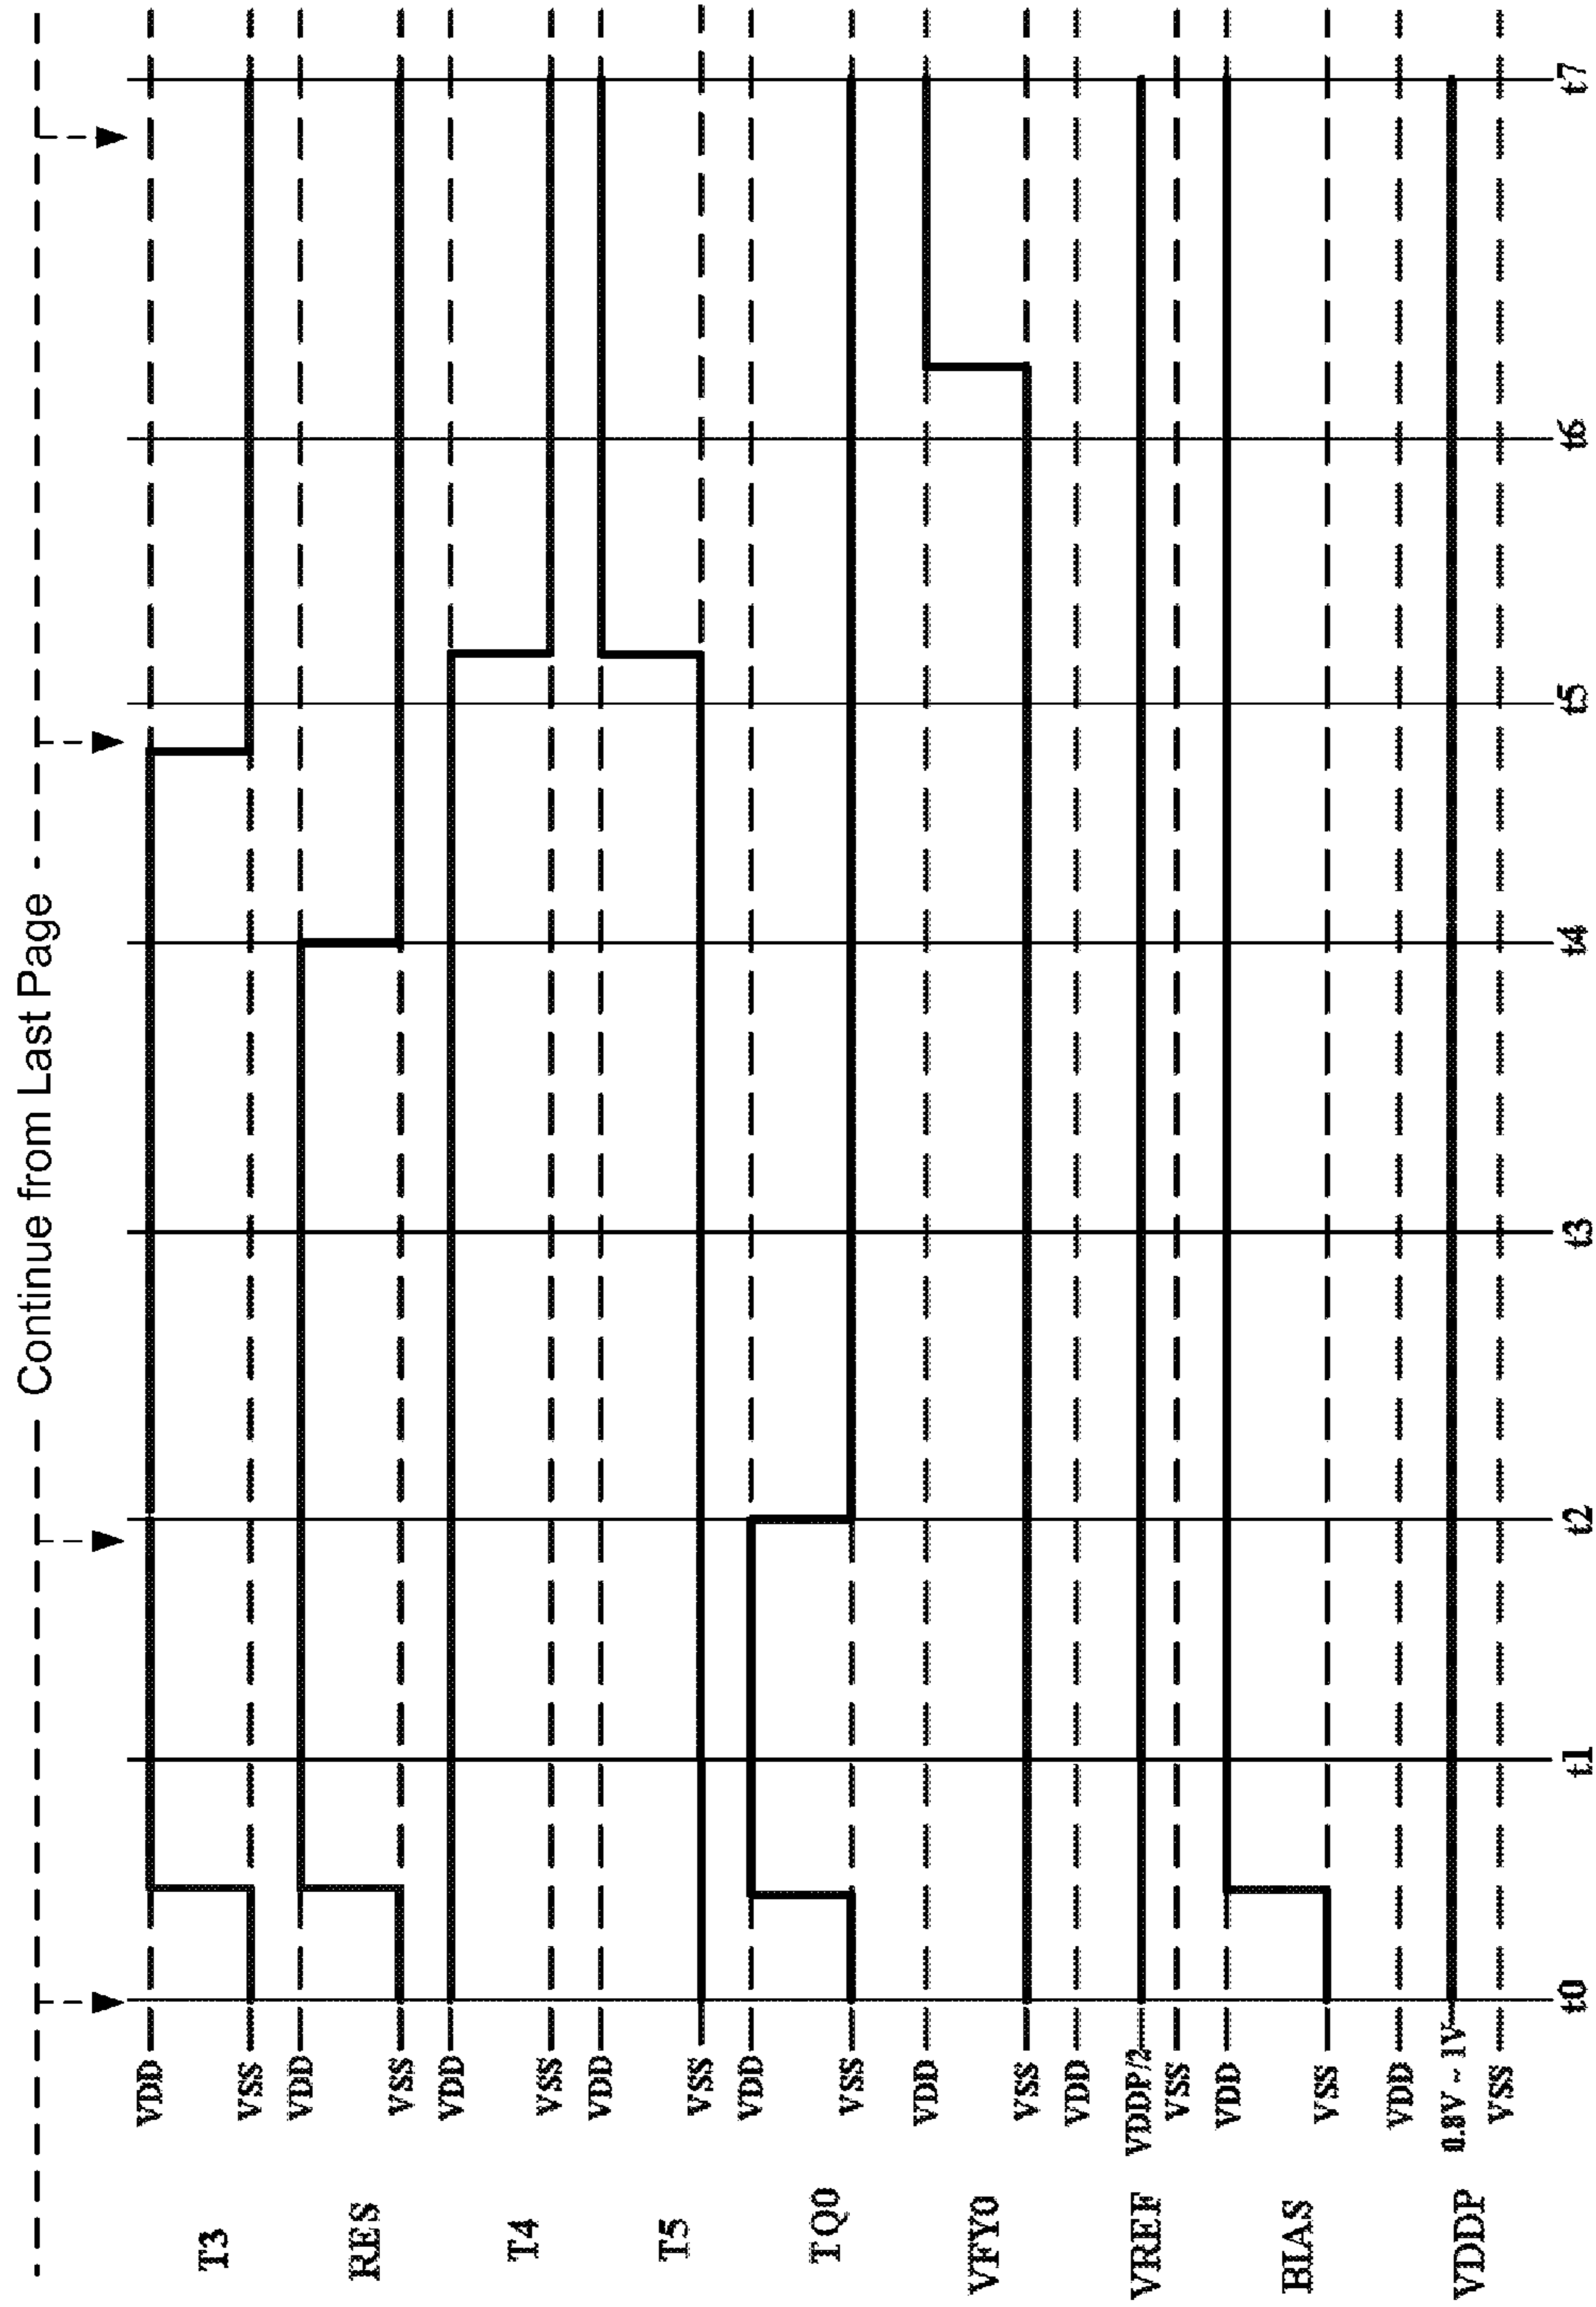 Continue from Last Page
T3
VDD
VSS
RES
VDD
VSS
T4
VDD
VSS
T5
VDD
VSS
TQ0
VDD
VSS
VFY0
VDD
VSS
VREF
VDD
VDDP/2
VSS
BIAS
VDD
VSS
VDDP
VDD
0.8V ~ 1V
VSS
t0 t1 t2 t3 t4 t5 t6 t7